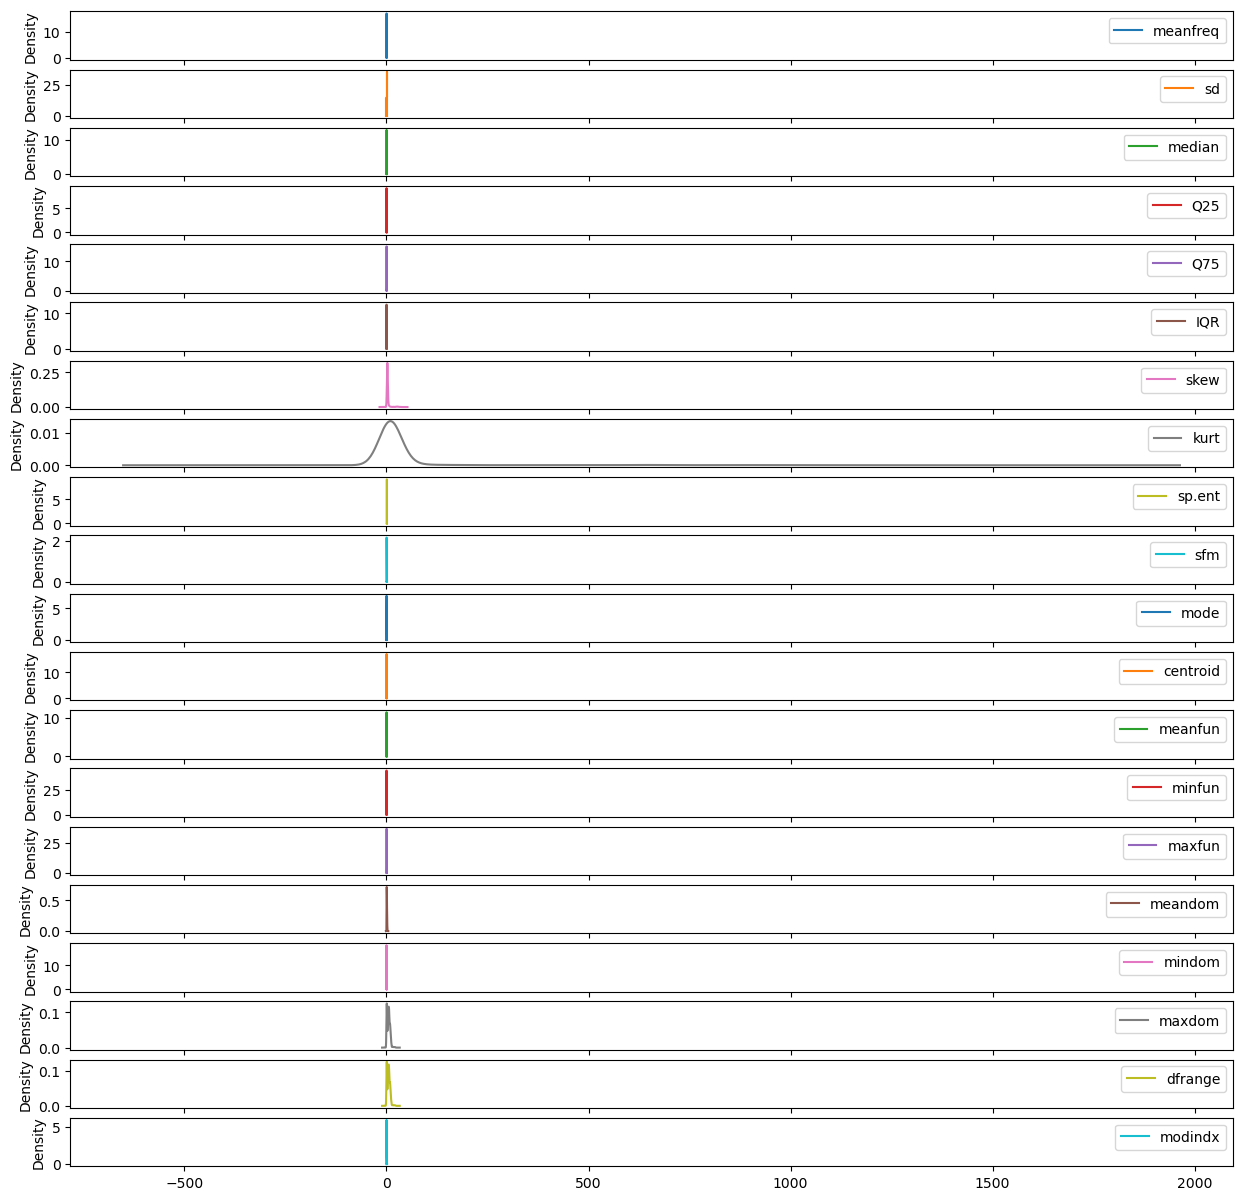 Density
10
0
meanfreq
Density
25
0
sd
Density
10
0
median
Density
5
0
Q25
Density
10
0
Q75
Density
10
0
IQR
Density
0.25
0.00
skew
Density
0.01
0.00
kurt
Density
5
0
sp.ent
Density
2
0
sfm
Density
5
0
mode
Density
10
0
centroid
Density
10
0
meanfun
Density
25
0
minfun
Density
25
0
maxfun
Density
0.5
0.0
meandom
Density
10
0
mindom
Density
0.1
0.0
maxdom
Density
0.1
0.0
dfrange
Density
5
0
modindx
−500 0 500 1000 1500 2000